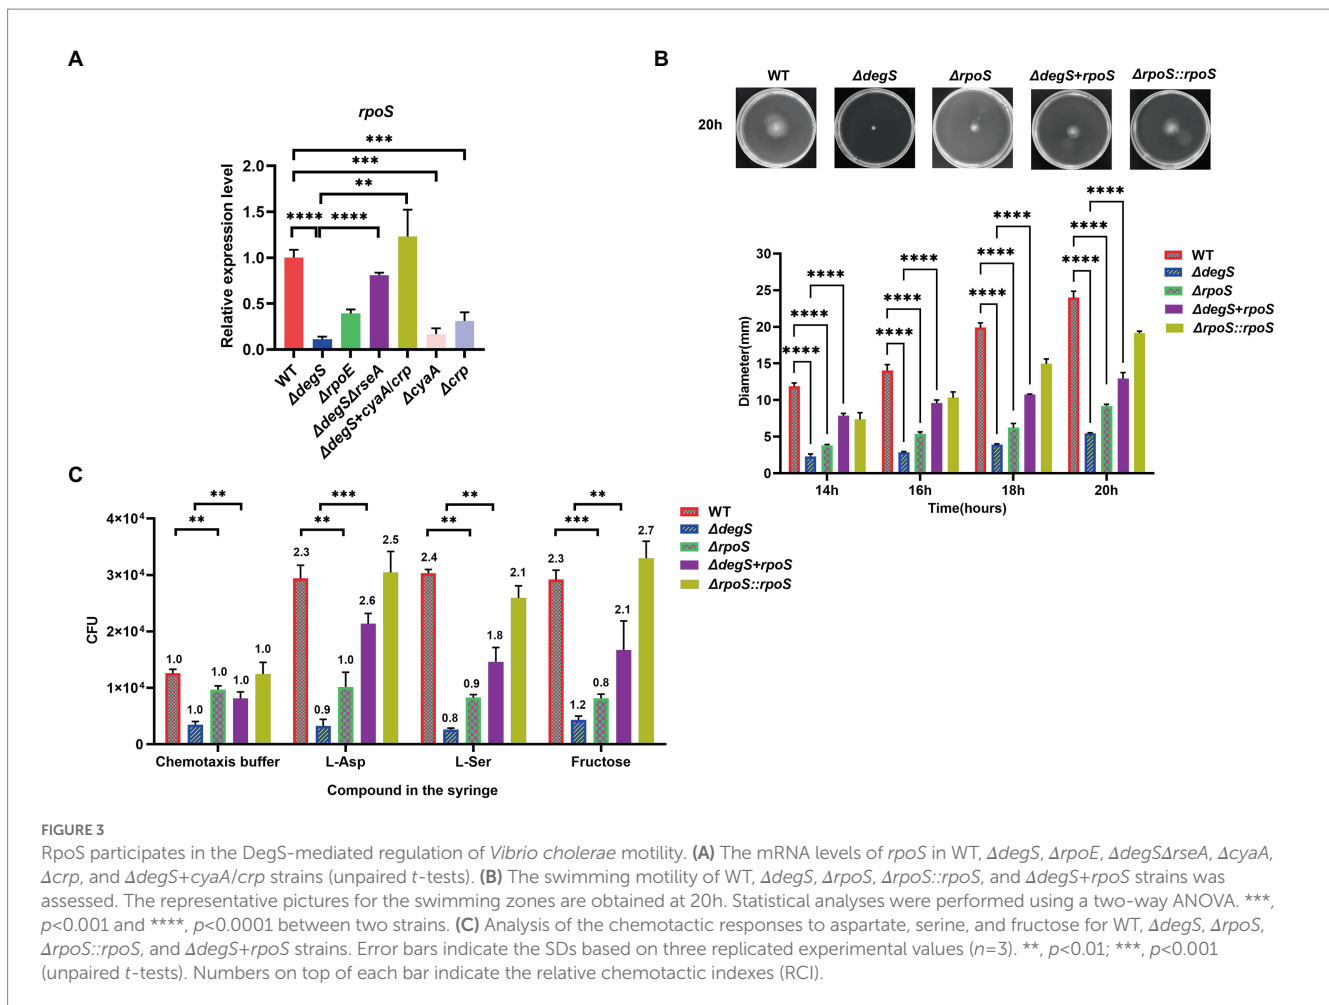 A
rpoS
***
***
**
**** ****
Relative expression level
2.0
1.5
1.0
0.5
0.0
WT
ΔdegS
ΔrpoE
ΔdegSΔrseA
ΔdegS+cyaA/crp
ΔcyaA
Δcrp
B
WT ΔdegS ΔrpoS ΔdegS+rpoS ΔrpoS::rpoS
20h
****
****
****
****
****
****
****
****
****
****
****
****
Diameter(mm)
30
25
20
15
10
5
0
14h 16h 18h 20h
Time(hours)
WT
ΔdegS
ΔrpoS
ΔdegS+rpoS
ΔrpoS::rpoS
C
** *** ** **
** ** ** ***
CFU
4×10⁴
3×10⁴
2×10⁴
1×10⁴
0
1.0 1.0 1.0 1.0 1.0
2.3 0.9 1.0 2.6 2.5
2.4 0.8 0.9 1.8 2.1
2.3 1.2 0.8 2.1 2.7
Chemotaxis buffer L-Asp L-Ser Fructose
Compound in the syringe
WT
ΔdegS
ΔrpoS
ΔdegS+rpoS
ΔrpoS::rpoS
FIGURE 3
RpoS participates in the DegS-mediated regulation of Vibrio cholerae motility. (A) The mRNA levels of rpoS in WT, ΔdegS, ΔrpoE, ΔdegSΔrseA, ΔcyaA,
Δcrp, and ΔdegS+cyaA/crp strains (unpaired t-tests). (B) The swimming motility of WT, ΔdegS, ΔrpoS, ΔrpoS::rpoS, and ΔdegS+rpoS strains was
assessed. The representative pictures for the swimming zones are obtained at 20h. Statistical analyses were performed using a two-way ANOVA. ***,
p<0.001 and ****, p<0.0001 between two strains. (C) Analysis of the chemotactic responses to aspartate, serine, and fructose for WT, ΔdegS, ΔrpoS,
ΔrpoS::rpoS, and ΔdegS+rpoS strains. Error bars indicate the SDs based on three replicated experimental values (n=3). **, p<0.01; ***, p<0.001
(unpaired t-tests). Numbers on top of each bar indicate the relative chemotactic indexes (RCI).